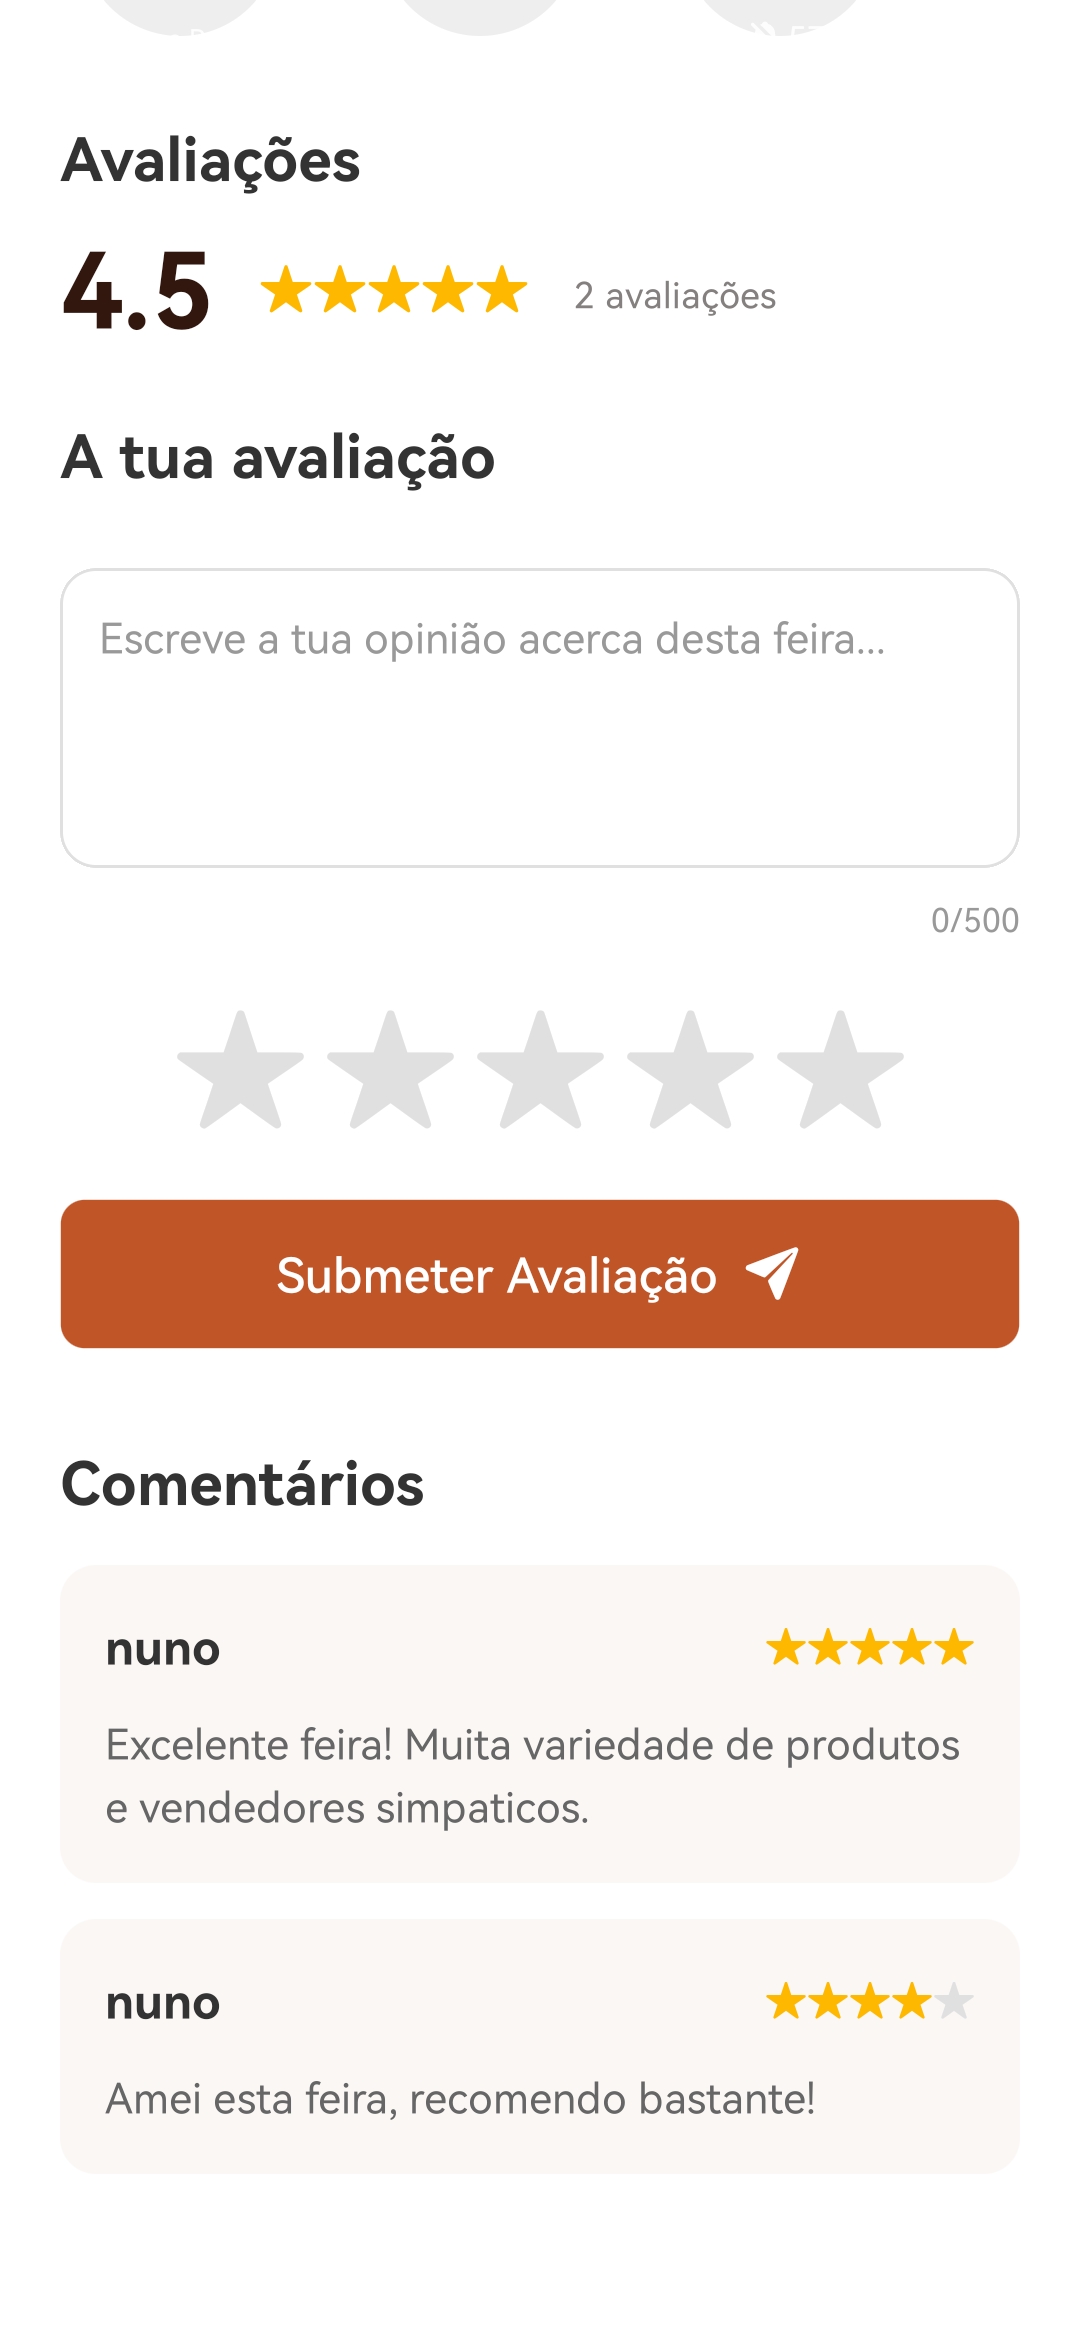 Avaliações
4.5
2 avaliações
A tua avaliação
Escreve a tua opinião acerca desta feira...
0/500
Submeter Avaliação
Comentários
nuno
Excelente feira! Muita variedade de produtos
e vendedores simpaticos.
nuno
Amei esta feira, recomendo bastante!